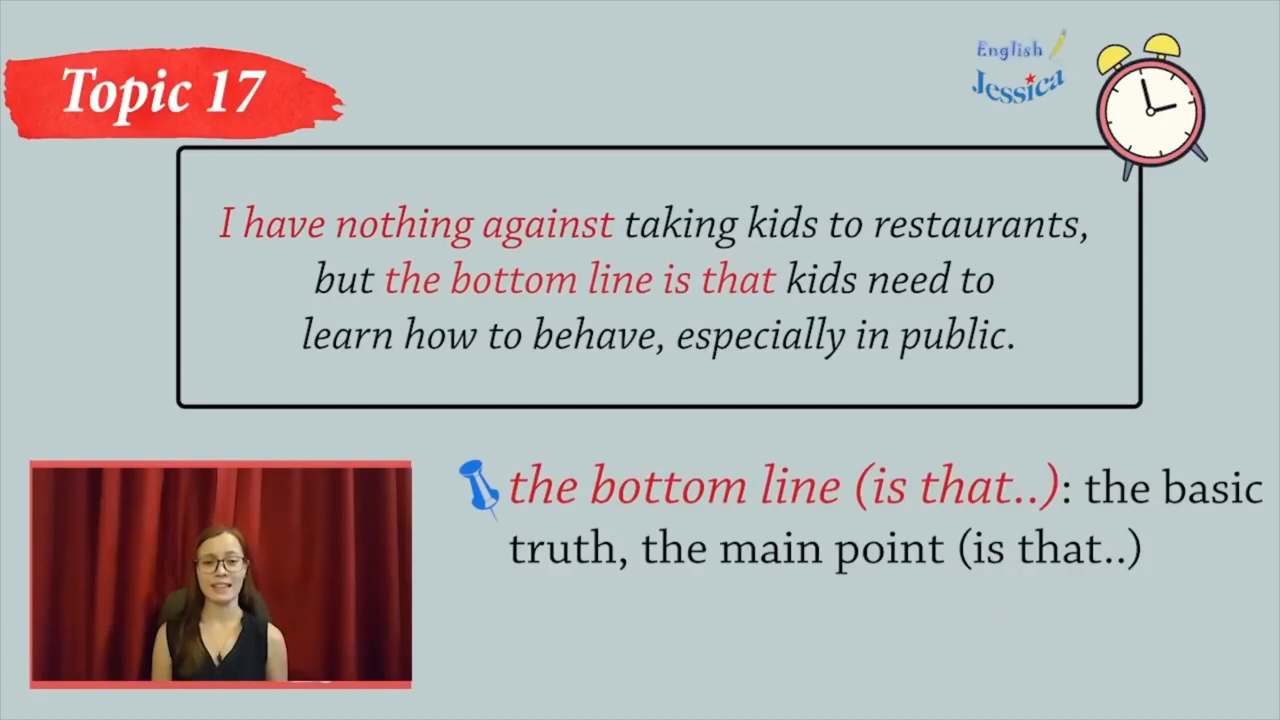 Topic 17
English
Jessica
I have nothing against taking kids to restaurants,
but the bottom line is that kids need to
learn how to behave, especially in public.
the bottom line (is that..): the basic
truth, the main point (is that..)